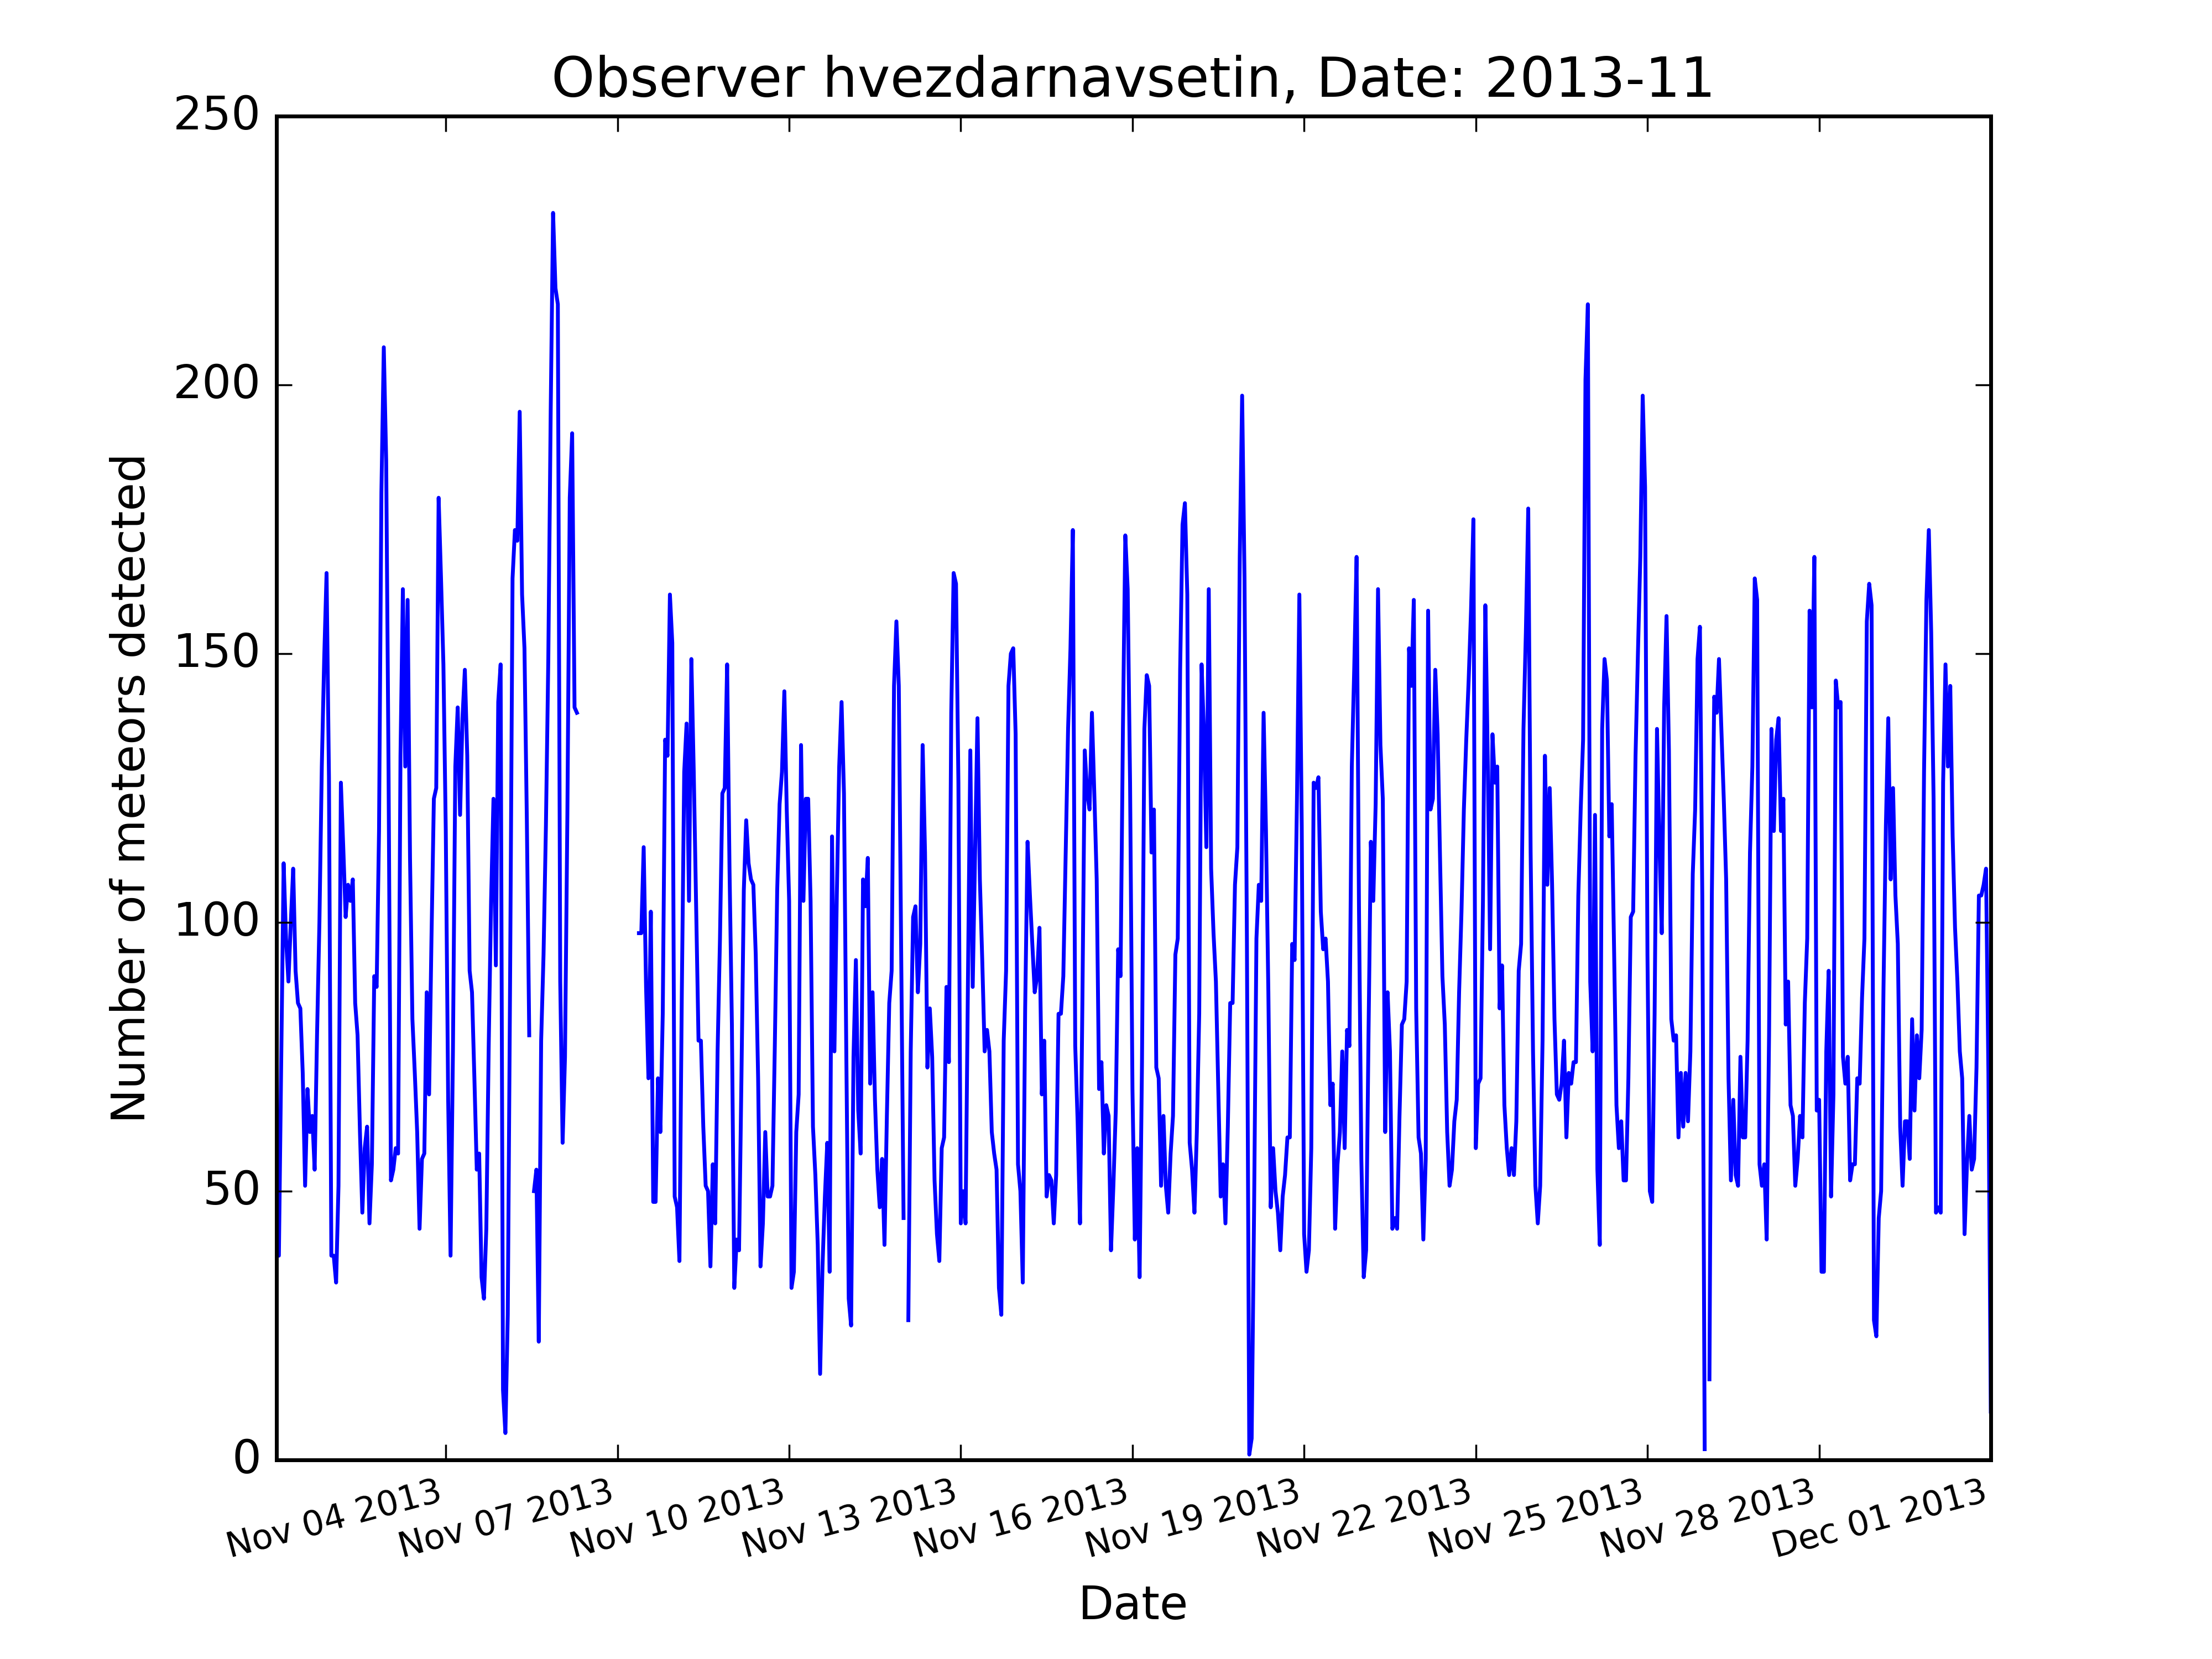 Observer hvezdarnavsetin, Date: 2013-11
Number of meteors detected
250
200
150
100
50
0
Nov 04 2013
Nov 07 2013
Nov 10 2013
Nov 13 2013
Nov 16 2013
Nov 19 2013
Nov 22 2013
Nov 25 2013
Nov 28 2013
Dec 01 2013
Date